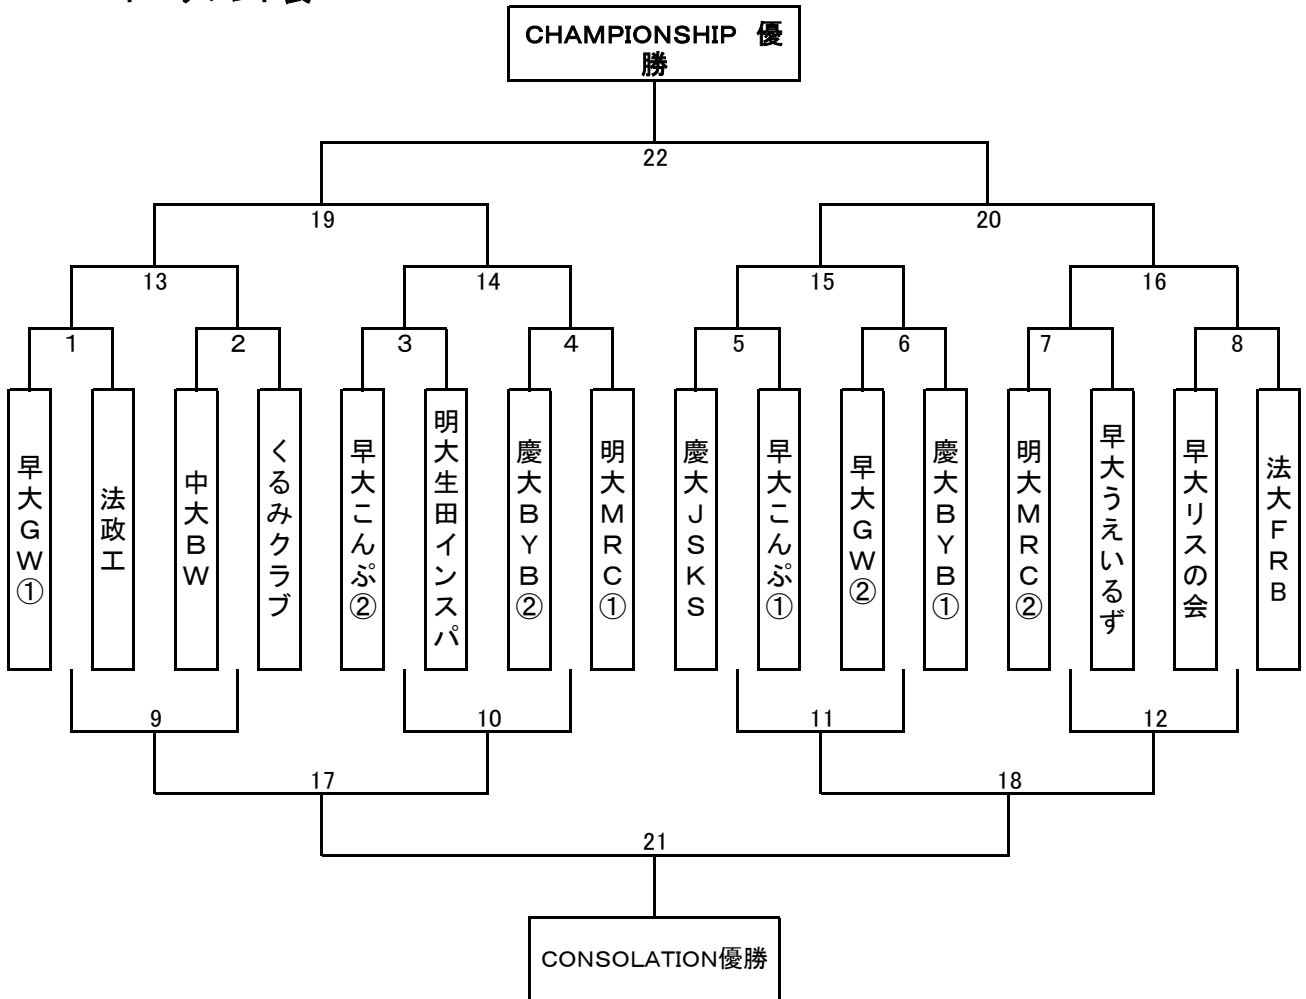 CHAMPIONSHIP 優
勝
22
19
20
13
14
15
16
1
2
3
4
5
6
7
8
早大GW①
法政工
中大BW
くるみクラブ
早大こんぷ②
明大生田インスパ
慶大BYB②
明大MRC①
慶大JSKS
早大こんぷ①
早大GW②
慶大BYB①
明大MRC②
早大うえいるず
早大リスの会
法大FRB
9
10
11
12
17
18
21
CONSOLATION優勝